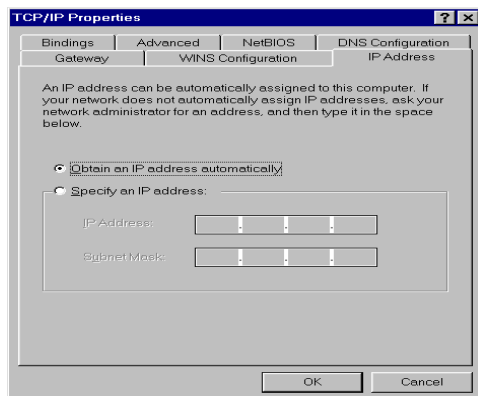 TCP/IP Properties
Bindings Advanced NetBIOS DNS Configuration
Gateway WINS Configuration IP Address
An IP address can be automatically assigned to this computer. If
your network does not automatically assign IP addresses, ask your
network administrator for an address, and then type it in the space
below.
Obtain an IP address automatically
Specify an IP address:
IP Address:
Subnet Mask:
OK Cancel